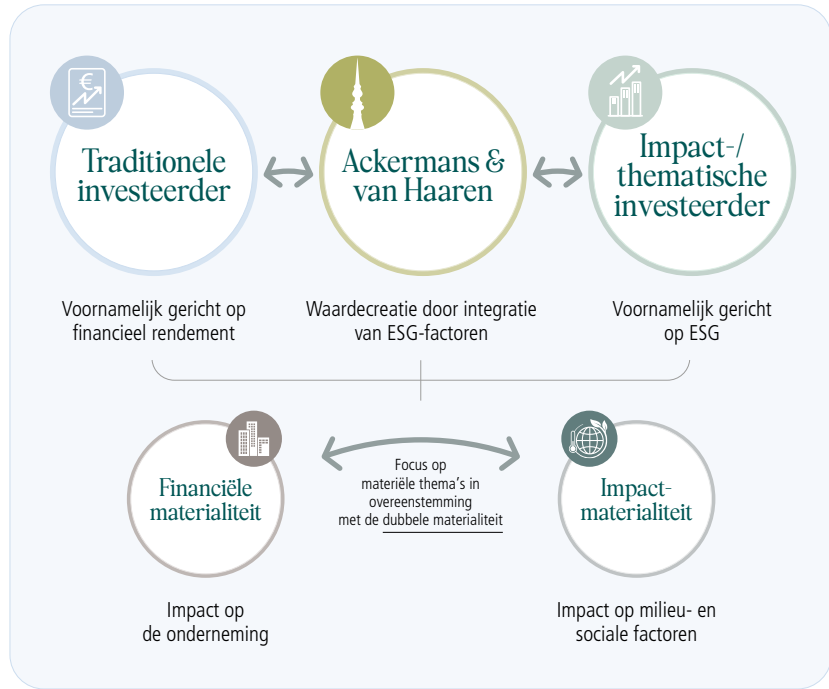 €
Traditionele
investeerder
Ackermans &
van Haaren
Impact-/
thematische
investeerder
Voornamelijk gericht op
financieel rendement
Waardecreatie door integratie
van ESG-factoren
Voornamelijk gericht
op ESG
Financiële
materialiteit
Focus op
materiële thema's in
overeenstemming
met de dubbele materialiteit
Impact-
materialiteit
Impact op
de onderneming
Impact op milieu- en
sociale factoren